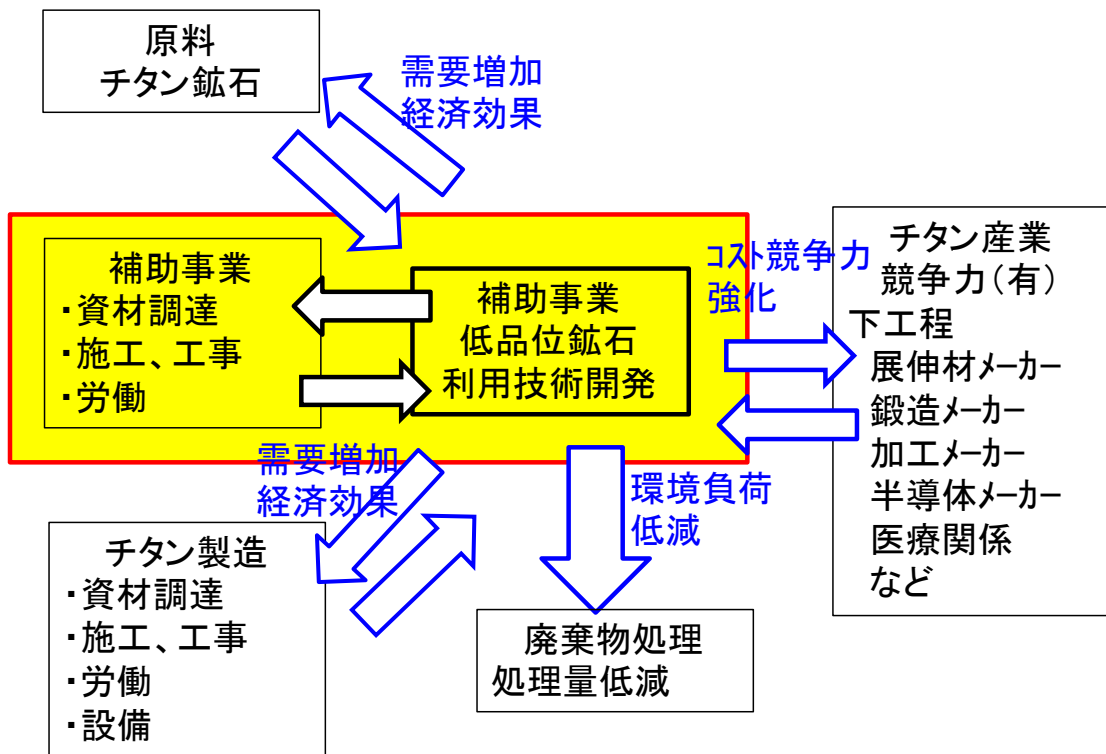 原料
チタン鉱石
需要増加
経済効果
補助事業
・資材調達
・施工、工事
・労働
補助事業
低品位鉱石
利用技術開発
コスト競争力
強化
チタン産業
競争力(有)
下工程
展伸材メーカー
鍛造メーカー
加工メーカー
半導体メーカー
医療関係
など
需要増加
経済効果
環境負荷
低減
チタン製造
・資材調達
・施工、工事
・労働
・設備
廃棄物処理
処理量低減